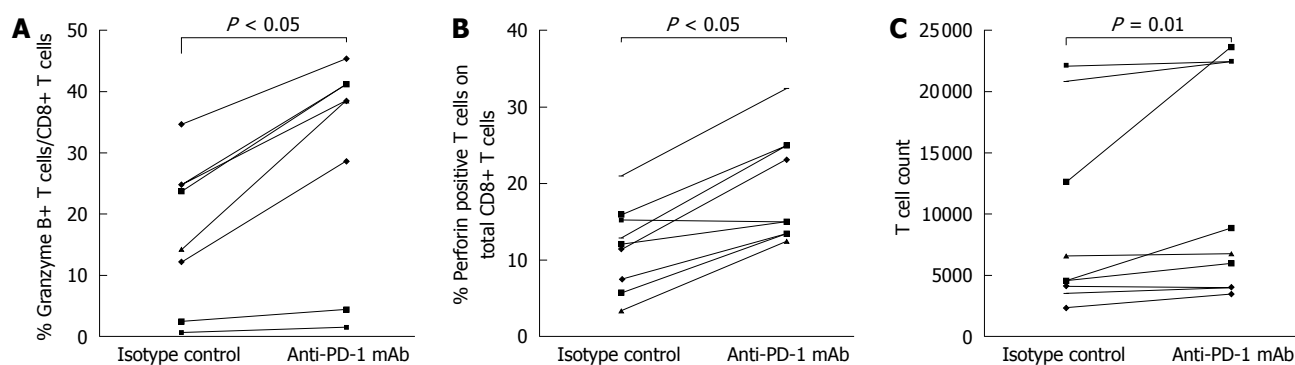 A
P < 0.05
% Granzyme B+ T cells/CD8+ T cells
50
40
30
20
10
0
Isotype control
Anti-PD-1 mAb
B
P < 0.05
% Perforin positive T cells on
total CD8+ T cells
40
30
20
10
0
Isotype control
Anti-PD-1 mAb
C
P = 0.01
T cell count
25000
20000
15000
10000
5000
0
Isotype control
Anti-PD-1 mAb